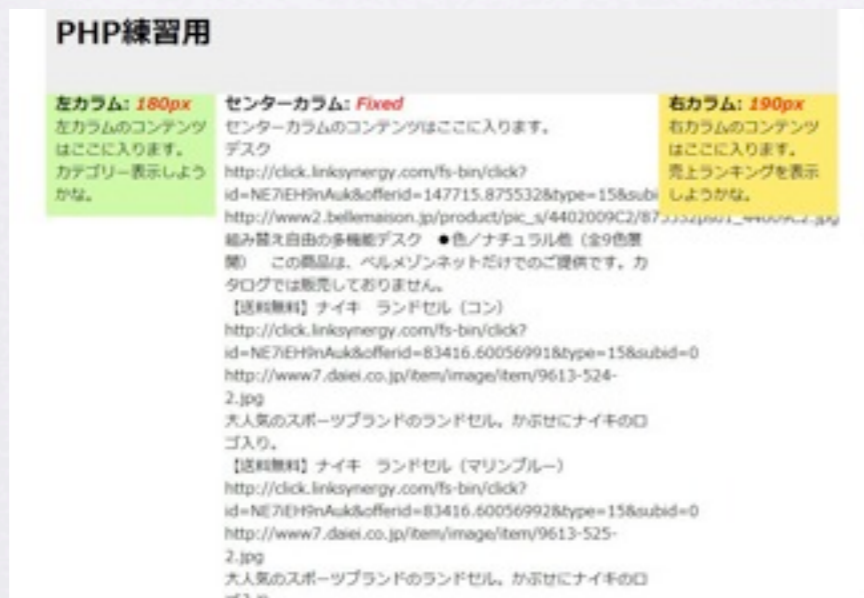 PHP練習用
左カラム: 180px
左カラムのコンテンツ
はここに入ります。
カテゴリー表示しよう
かな。
センターカラム: Fixed
センターカラムのコンテンツはここに入ります。
デスク
http://click.linksynergy.com/fs-bin/click?
id=NE7iEH9nAuk&offerid=147715.875532&type=15&subi
http://www2.bellemaison.jp/product/pic_s/4402009C2/
組み替え自由の多機能デスク ●色/ナチュラル他(全9色展
開) この商品は、ベルメゾンネットだけでのご提供です。カ
タログでは販売しておりません。
【送料無料】ナイキ ランドセル(コン)
http://click.linksynergy.com/fs-bin/click?
id=NE7iEH9nAuk&offerid=83416.60056991&type=15&subid=0
http://www7.daiei.co.jp/item/image/item/9613-524-
2.jpg
大人気のスポーツブランドのランドセル。かぶせにナイキのロ
ゴ入り。
【送料無料】ナイキ ランドセル(マリンブルー)
http://click.linksynergy.com/fs-bin/click?
id=NE7iEH9nAuk&offerid=83416.60056992&type=15&subid=0
http://www7.daiei.co.jp/item/image/item/9613-525-
2.jpg
大人気のスポーツブランドのランドセル。かぶせにナイキのロ
右カラム: 190px
右カラムのコンテンツ
はここに入ります。
売上ランキングを表示
しようかな。